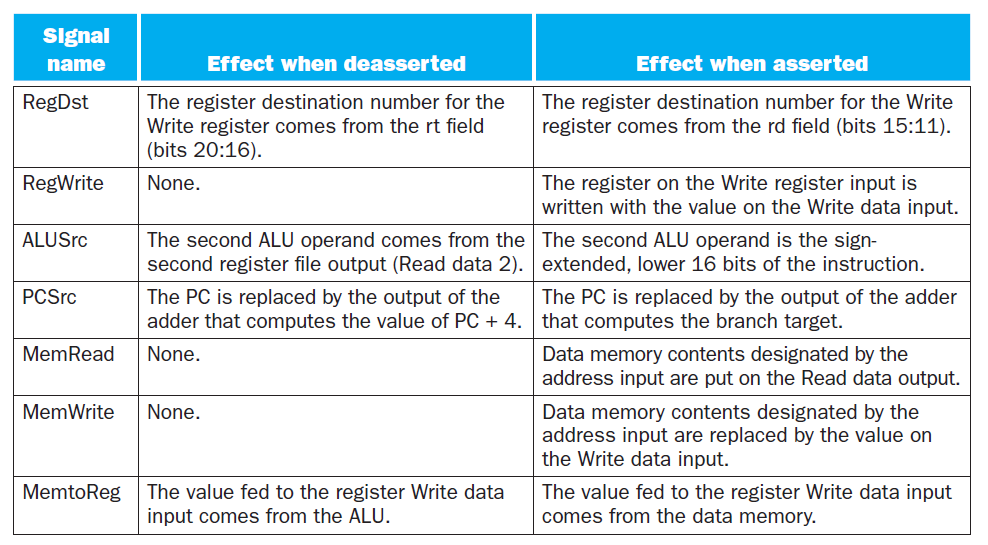 Signal name
Effect when deasserted
Effect when asserted
RegDst
The register destination number for the
Write register comes from the rt field
(bits 20:16).
The register destination number for the Write
register comes from the rd field (bits 15:11).
RegWrite
None.
The register on the Write register input is
written with the value on the Write data input.
ALUSrc
The second ALU operand comes from the
second register file output (Read data 2).
The second ALU operand is the sign-
extended, lower 16 bits of the instruction.
PCSrc
The PC is replaced by the output of the
adder that computes the value of PC + 4.
The PC is replaced by the output of the adder
that computes the branch target.
MemRead
None.
Data memory contents designated by the
address input are put on the Read data output.
MemWrite
None.
Data memory contents designated by the
address input are replaced by the value on
the Write data input.
MemtoReg
The value fed to the register Write data
input comes from the ALU.
The value fed to the register Write data input
comes from the data memory.